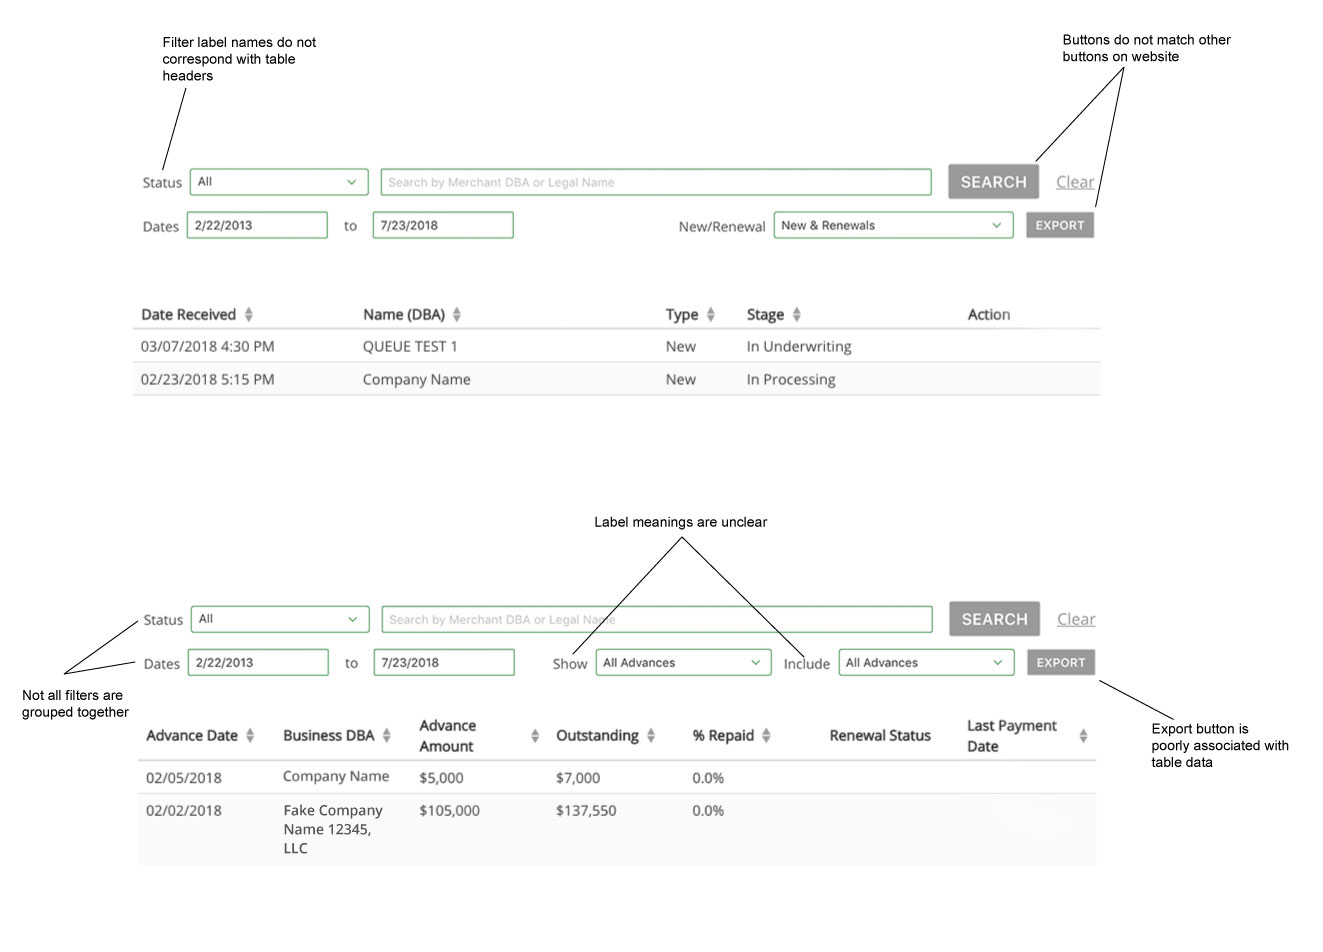 Filter label names do not
correspond with table
headers
Buttons do not match other
buttons on website
Status All Search by Merchant DBA or Legal Name SEARCH Clear
Dates 2/22/2013 to 7/23/2018 New/Renewal New & Renewals EXPORT
Date Received Name (DBA) Type Stage Action
03/07/2018 4:30 PM QUEUE TEST 1 New In Underwriting
02/23/2018 5:15 PM Company Name New In Processing
Label meanings are unclear
Status All Search by Merchant DBA or Legal Name SEARCH Clear
Dates 2/22/2013 to 7/23/2018 Show All Advances Include All Advances EXPORT
Not all filters are
grouped together
Export button is
poorly associated with
table data
Advance Date Business DBA Advance
Amount Outstanding % Repaid Renewal Status Last Payment
Date
02/05/2018 Company Name $5,000 $7,000 0.0%
02/02/2018 Fake Company
Name 12345,
LLC $105,000 $137,550 0.0%